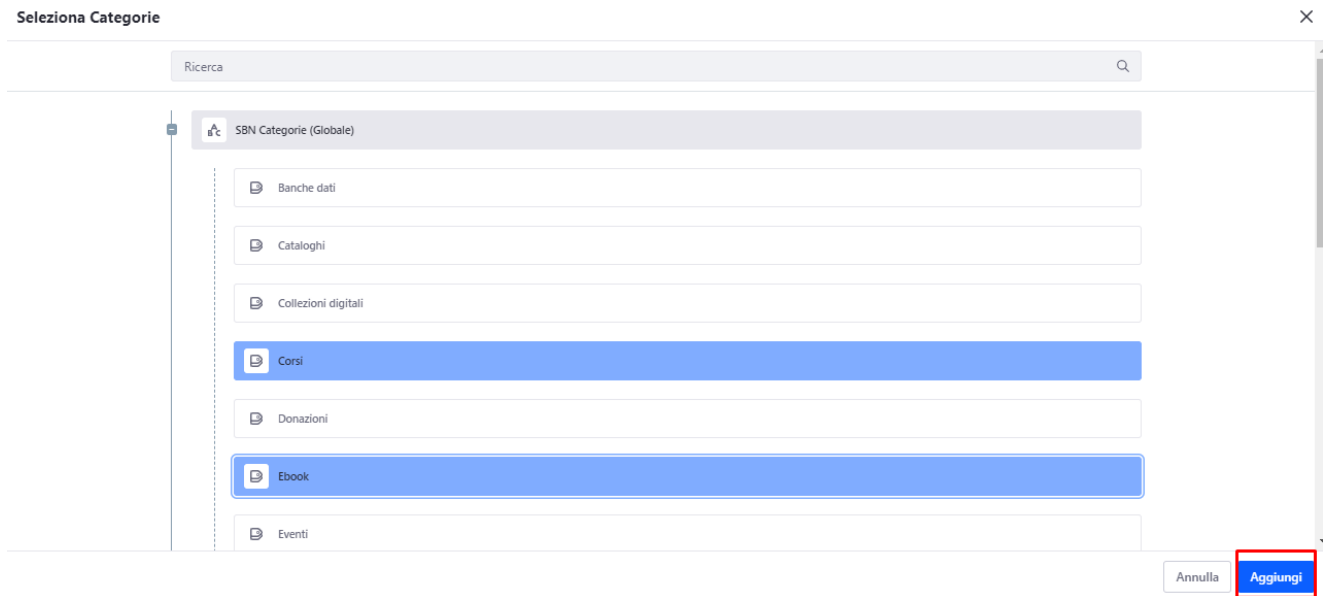 Seleziona Categorie
Ricerca
SBN Categorie (Globale)
Banche dati
Cataloghi
Collezioni digitali
Corsi
Donazioni
Ebook
Eventi
Annulla Aggiungi